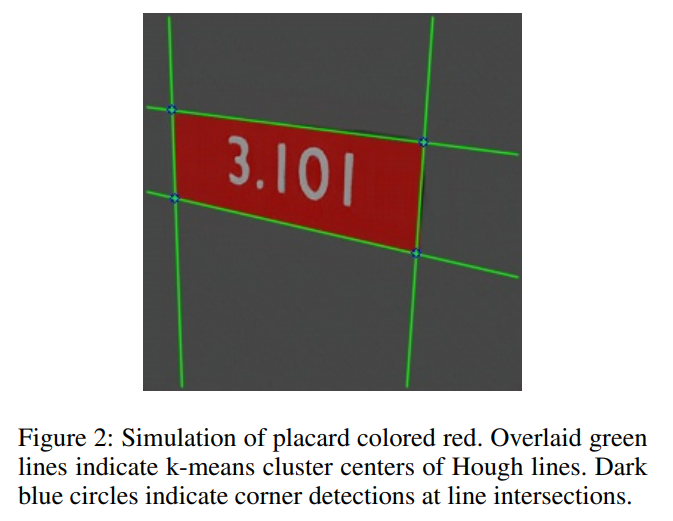 3.101
Figure 2: Simulation of placard colored red. Overlaid green
lines indicate k-means cluster centers of Hough lines. Dark
blue circles indicate corner detections at line intersections.